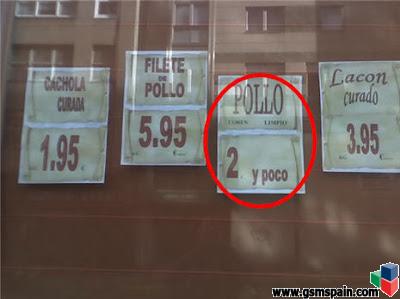 CACHOLA
CURADA
1.95
FILETE
DE
POLLO
5.95
POLLO
LIMPIO
2 y poco
Lacon
curado
3.95
www.gsmspain.com